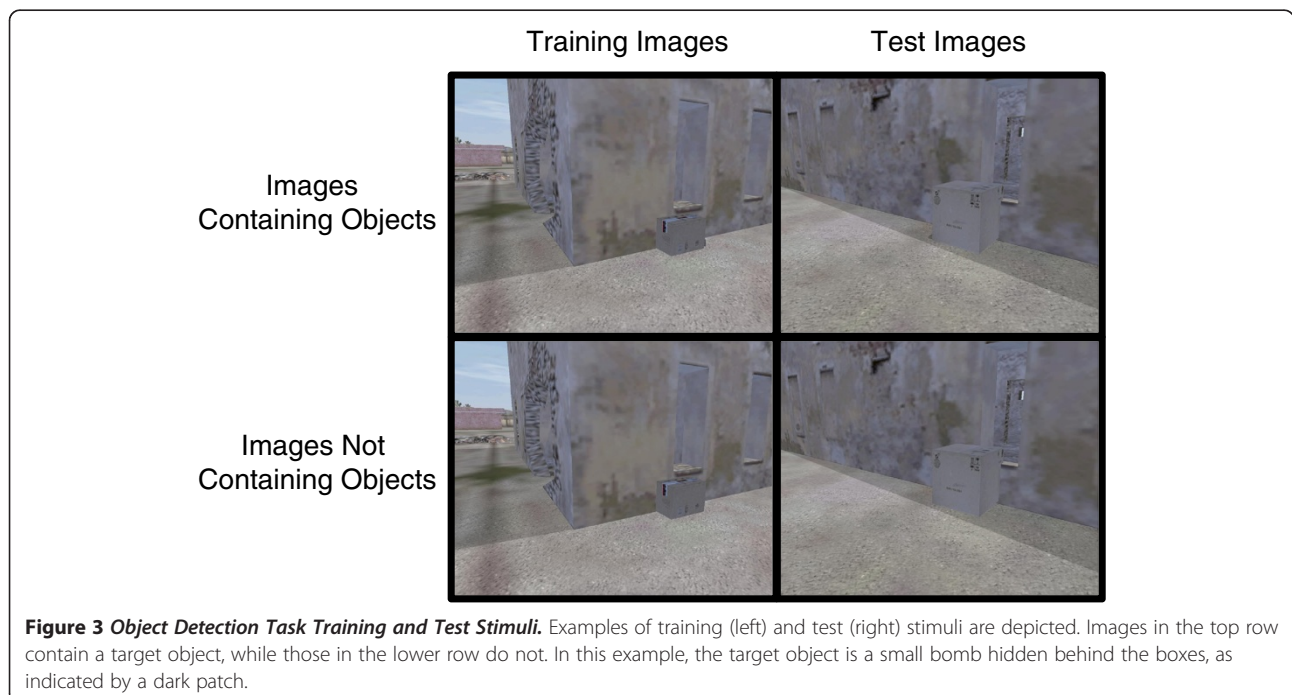 Training Images
Test Images
Images
Containing Objects
Images Not
Containing Objects
Figure 3 Object Detection Task Training and Test Stimuli. Examples of training (left) and test (right) stimuli are depicted. Images in the top row
contain a target object, while those in the lower row do not. In this example, the target object is a small bomb hidden behind the boxes, as
indicated by a dark patch.